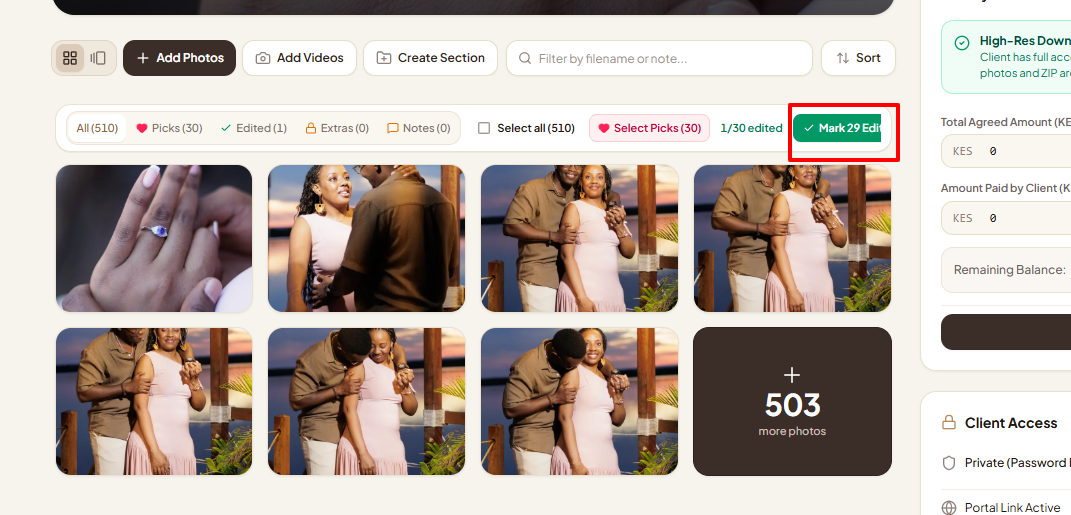 Add Photos
Add Videos
Create Section
Filter by filename or note...
Sort
All (510)
Picks (30)
Edited (1)
Extras (0)
Notes (0)
Select all (510)
Select Picks (30)
1/30 edited
Mark 29 Edit
503
more photos
High-Res Down
Client has full acc
photos and ZIP ar
Total Agreed Amount (KE
KES 0
Amount Paid by Client (K
KES 0
Remaining Balance:
Client Access
Private (Password
Portal Link Active